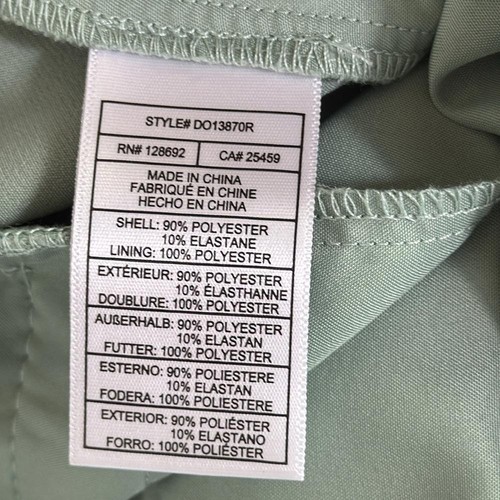 STYLE# DO13870R
RN# 128692 CA# 25459
MADE IN CHINA
FABRIQUÉ EN CHINE
HECHO EN CHINA
SHELL: 90% POLYESTER
10% ELASTANE
LINING: 100% POLYESTER
EXTÉRIEUR: 90% POLYESTER
10% ÉLASTHANNE
DOUBLURE: 100% POLYESTER
AUßERHALB: 90% POLYESTER
10% ELASTAN
FUTTER: 100% POLYESTER
ESTERNO: 90% POLIESTERE
10% ELASTAN
FODERA: 100% POLIESTERE
EXTERIOR: 90% POLIÉSTER
10% ELASTANO
FORRO: 100% POLIÉSTER